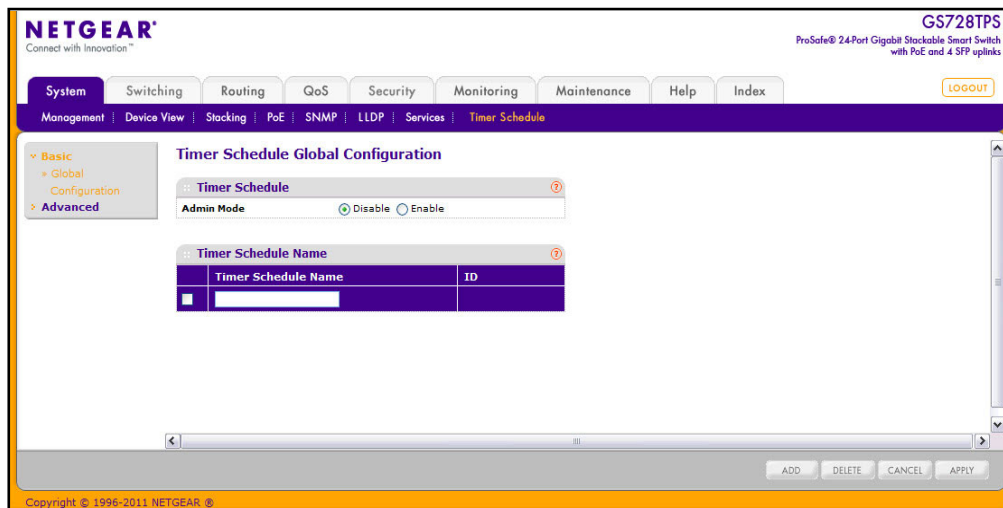 NETGEAR®
Connect with Innovation™
GS728TPS
ProSafe® 24-Port Gigabit Stackable Smart Switch
with PoE and 4 SFP uplinks
System Switching Routing QoS Security Monitoring Maintenance Help Index
LOGOUT
Management Device View Stacking PoE SNMP LLDP Services Timer Schedule
Basic
Global
Configuration
Advanced
Timer Schedule Global Configuration
Timer Schedule
Admin Mode Disable Enable
Timer Schedule Name
Timer Schedule Name ID
ADD DELETE CANCEL APPLY
Copyright © 1996-2011 NETGEAR ®